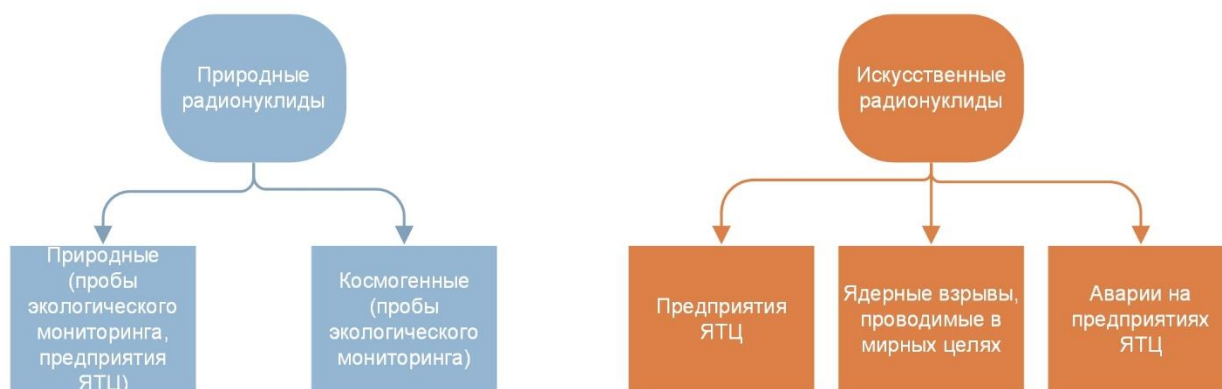 Природные
радионуклиды
Искусственные
радионуклиды
Природные
(пробы
экологического
мониторинга,
предприятия
ЯТЦ)
Космогенные
(пробы
экологического
мониторинга)
Предприятия
ЯТЦ
Ядерные взрывы,
проводимые в
мирных целях
Аварии на
предприятиях
ЯТЦ